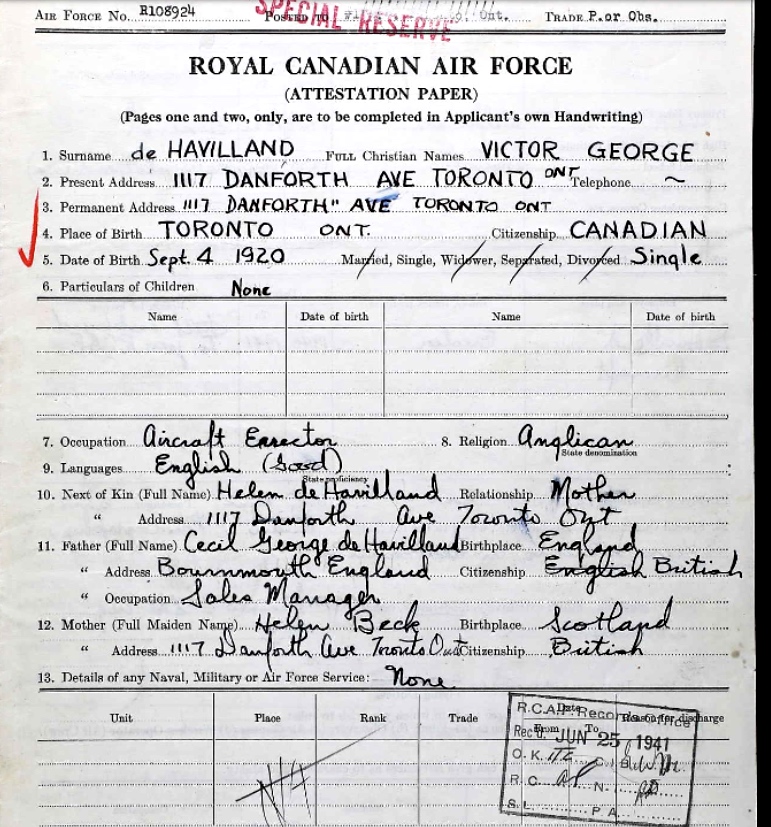 AIR FORCE NO. R108924 POSTED TO Ont. TRADE P. or Obs.
SPECIAL RESERVE
ROYAL CANADIAN AIR FORCE
(ATTESTATION PAPER)
(Pages one and two, only, are to be completed in Applicant's own Handwriting)
1. Surname de HAVILLAND FULL Christian Names VICTOR GEORGE
2. Present Address 1117 DANFORTH AVE TORONTO ONT Telephone ~
3. Permanent Address 1117 DANFORTH" AVE TORONTO ONT
4. Place of Birth TORONTO ONT. Citizenship CANADIAN
5. Date of Birth Sept. 4 1920 Married, Single, Widower, Separated, Divorced Single
6. Particulars of Children None
Name Date of birth Name Date of birth
7. Occupation Aircraft Errector 8. Religion Anglican
State denomination
9. Languages English (Good)
State proficiency
10. Next of Kin (Full Name) Helen de Havilland Relationship Mother
" Address 1117 Danforth Ave Toronto Ont
11. Father (Full Name) Cecil George de Havilland Birthplace England
" Address Bournmouth England Citizenship English British
" Occupation Sales Manager
12. Mother (Full Maiden Name) Helen Beck Birthplace Scotland
" Address 1117 Danforth Ave Toronto Ont Citizenship British
13. Details of any Naval, Military or Air Force Service: None
Unit Place Rank Trade Date Reason for discharge
From To
R.C.A.F. Records Office
Rec'd. JUN 25 1941
O.K. C.I.B.
R.C. N.
S.L. P.A.